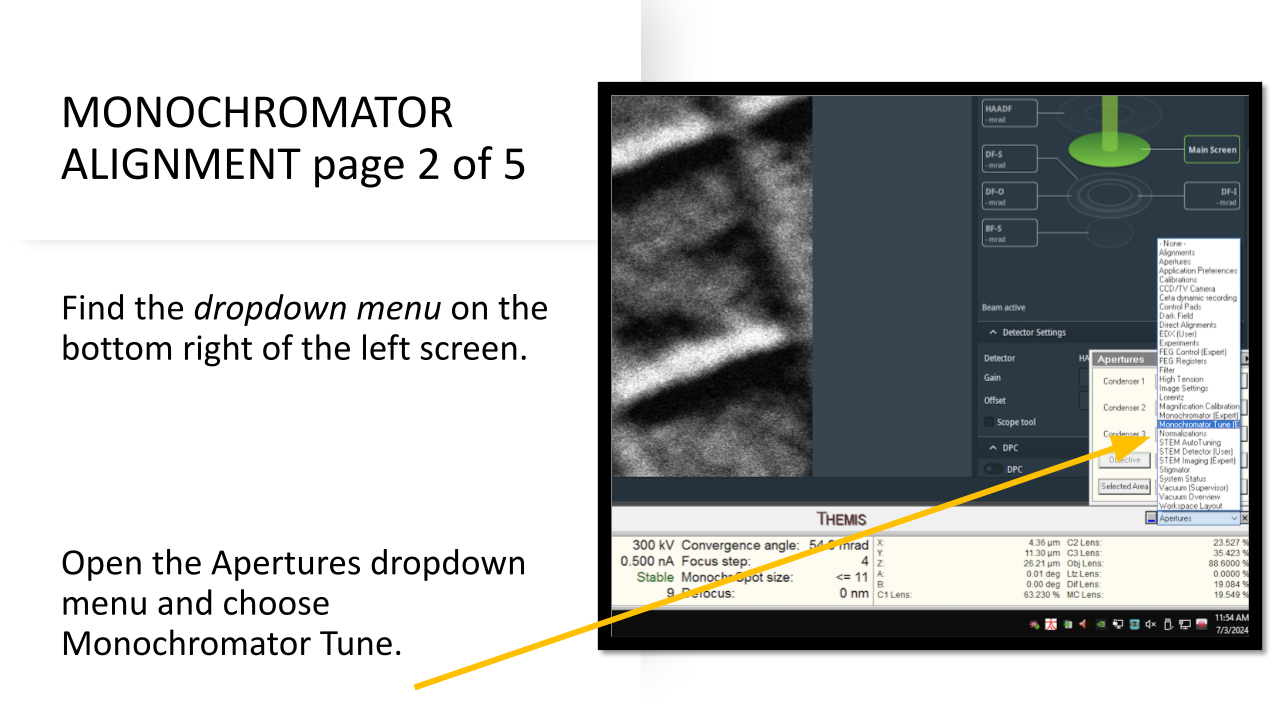 MONOCHROMATOR
ALIGNMENT page 2 of 5
Find the dropdown menu on the
bottom right of the left screen.
Open the Apertures dropdown
menu and choose
Monochromator Tune.
HAADF
- mrad
DF-S
- mrad
DF-O
- mrad
BF-S
- mrad
Main Screen
DF-I
- mrad
Beam active
Detector Settings
Detector
HA
Gain
Offset
Scope tool
DPC
DPC
Apertures
Condenser 1
Condenser 2
Condenser 3
Objective
Selected Area
- None -
Alignments
Apertures
Application Preferences
Calibrations
CCD/TV Camera
Ceta dynamic recording
Control Pads
Dark Field
Direct Alignments
EDX (User)
Experiments
FEG Control (Expert)
FEG Registers
Filter
High Tension
Image Settings
Lorentz
Magnification Calibration
Monochromator (Expert)
Monochromator Tune (E
Normalizations
STEM AutoTuning
STEM Detector (User)
STEM Imaging (Expert)
Stigmator
System Status
Vacuum (Supervisor)
Vacuum Overview
Workspace Layout
Apertures
THEMIS
300 kV Convergence angle: mrad
0.500 nA Focus step: 4
Stable Monochr Spot size: <= 11
9 Defocus: 0 nm
X: 4.36 µm C2 Lens: 23.527 %
Y: 11.30 µm C3 Lens: 35.423 %
Z: 26.21 µm Obj Lens: 88.6000 %
A: 0.01 deg Ltz Lens: 0.0000 %
B: 0.00 deg Dif Lens: 19.084 %
C1 Lens: 63.230 % MC Lens: 19.549 %
11:54 AM
7/3/2024